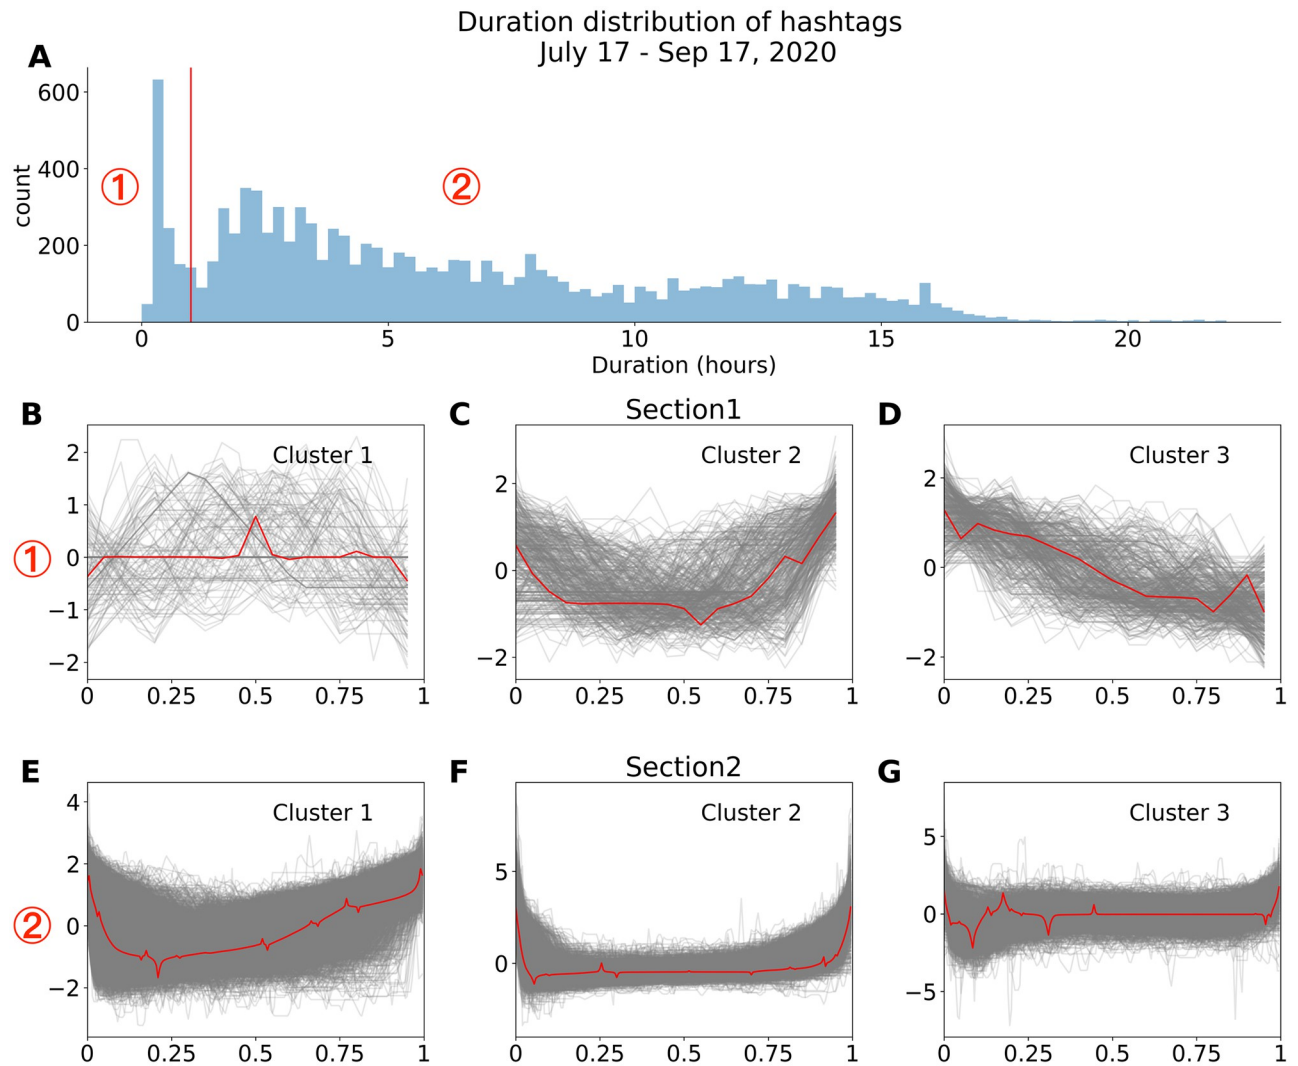 Duration distribution of hashtags
July 17 - Sep 17, 2020
A
600
400
200
0
count
① ②
0 5 10 15 20
Duration (hours)
Section1
B C D
Cluster 1 Cluster 2 Cluster 3
①
2
1
0
−1
−2
0 0.25 0.5 0.75 1
2
0
−2
0 0.25 0.5 0.75 1
2
0
−2
0 0.25 0.5 0.75 1
Section2
E F G
Cluster 1 Cluster 2 Cluster 3
②
4
2
0
−2
0 0.25 0.5 0.75 1
5
0
0 0.25 0.5 0.75 1
5
0
−5
0 0.25 0.5 0.75 1